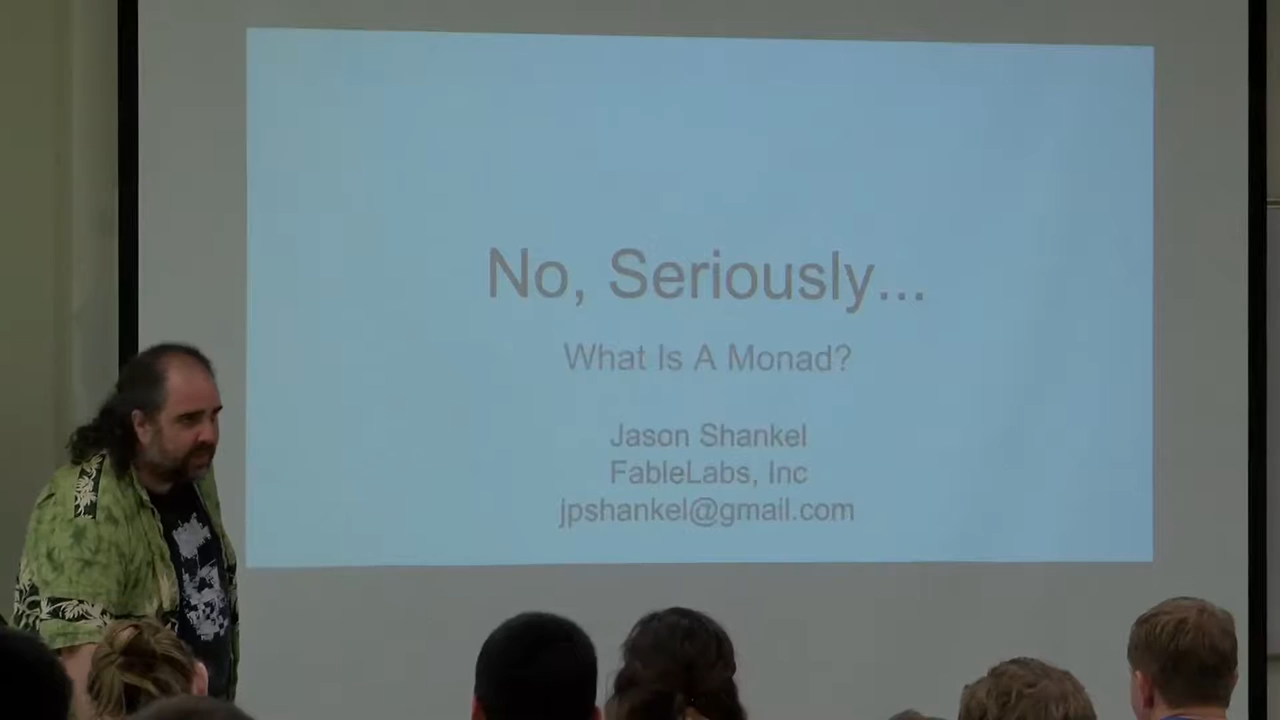 No, Seriously...
What Is A Monad?
Jason Shankel
FableLabs, Inc
jpshankel@gmail.com